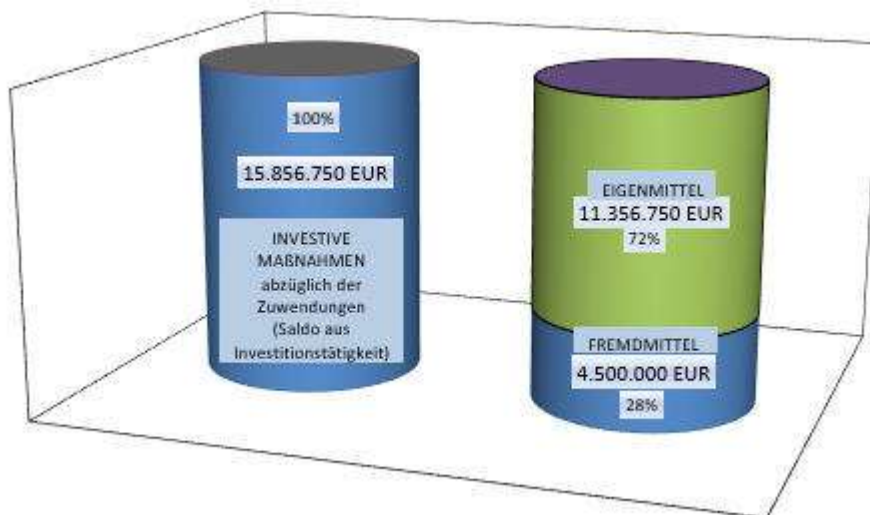 100%
15.856.750 EUR
INVESTIVE
MAßNAHMEN
abzüglich der
Zuwendungen
(Saldo aus
Investitionstätigkeit)
EIGENMITTEL
11.356.750 EUR
72%
FREMDMITTEL
4.500.000 EUR
28%